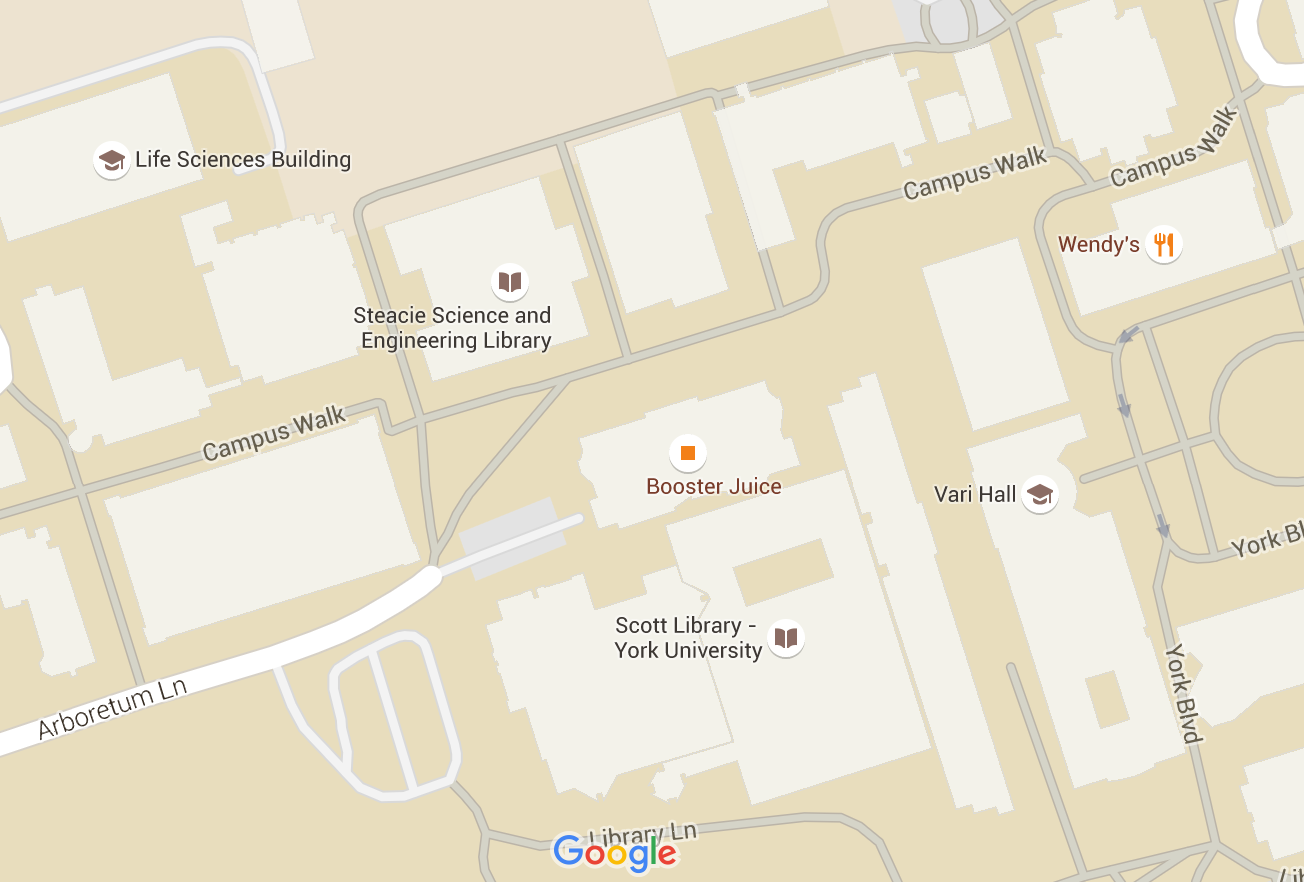 Life Sciences Building
Campus Walk
Campus Walk
Wendy's
Steacie Science and
Engineering Library
Campus Walk
Booster Juice
Vari Hall
York Bl
Scott Library -
York University
York Blvd
Arboretum Ln
Library Ln
Google
Lib